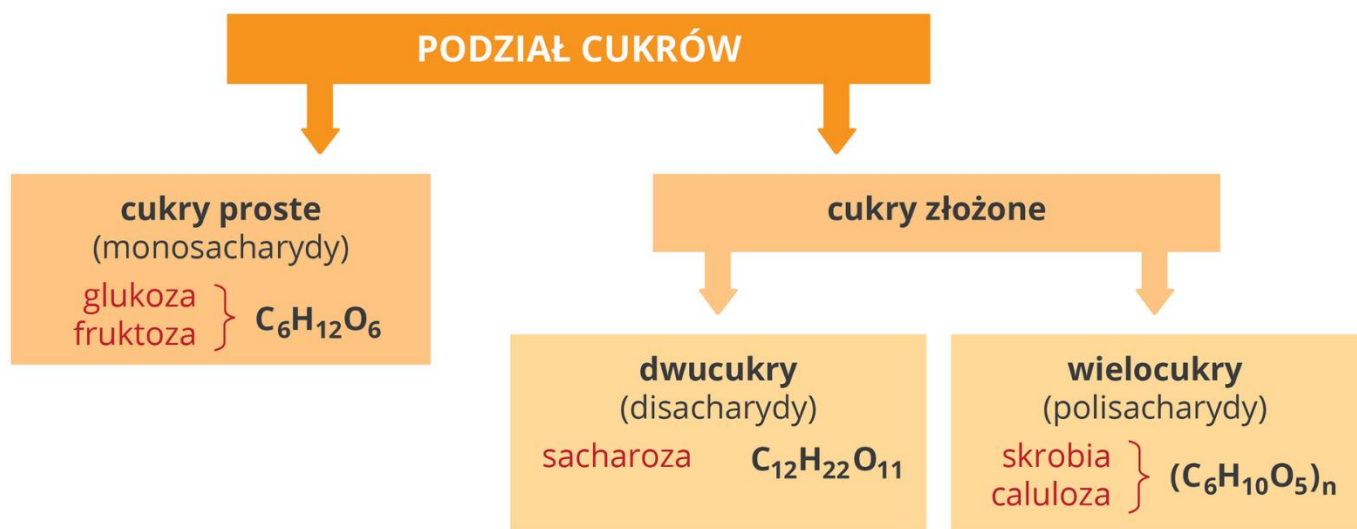 PODZIAŁ CUKRÓW
cukry proste
(monosacharydy)
glukoza
fruktoza
C₆H₁₂O₆
cukry złożone
dwucukry
(disacharydy)
sacharoza C₁₂H₂₂O₁₁
wielocukry
(polisacharydy)
skrobia
caluloza
(C₆H₁₀O₅)ₙ